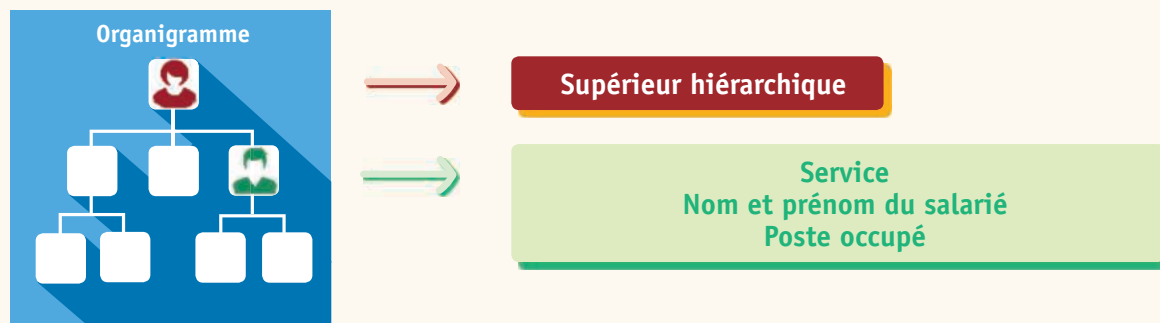 Organigramme
Supérieur hiérarchique
Service
Nom et prénom du salarié
Poste occupé